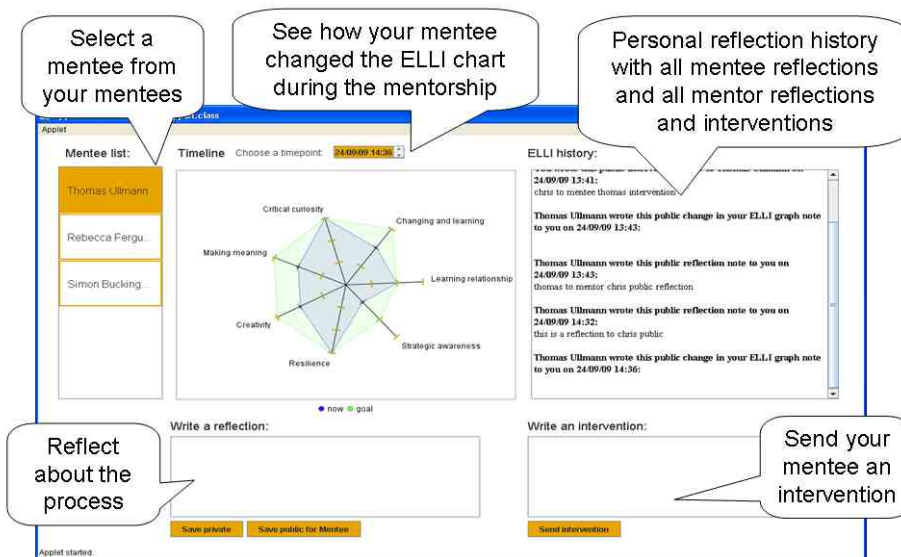 Select a
mentee from
your mentees
See how your mentee
changed the ELLI chart
during the mentorship
Personal reflection history
with all mentee reflections
and all mentor reflections
and interventions
.class
Applet
Mentee list:
Thomas Ullmann
Rebecca Fergu...
Simon Bucking...
Timeline Choose a timepoint: 24/09/09 14:36
Critical curiosity
Changing and learning
Making meaning
Learning relationship
Creativity
Strategic awareness
Resilience
now goal
ELLI history:
24/09/09 13:41:
chris to mentee thomas intervention
Thomas Ullmann wrote this public change in your ELLI graph note
to you on 24/09/09 13:43:
Thomas Ullmann wrote this public reflection note to you on
24/09/09 13:43:
thomas to mentor chris public reflection
Thomas Ullmann wrote this public reflection note to you on
24/09/09 14:32:
this is a reflection to chris public
Thomas Ullmann wrote this public change in your ELLI graph note
to you on 24/09/09 14:36:
Reflect
about the
process
Write a reflection:
Save private Save public for Mentee
Write an intervention:
Send intervention
Send your
mentee an
intervention
Applet started.